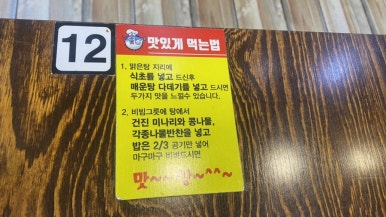 12
맛있게 먹는법
1. 맑은탕 지리에
식초를 넣고 드신후
매운탕 다데기를 넣고 드시면
두가지 맛을 느낄수 있습니다.
2. 비빔그릇에 탕에서
건진 미나리와 콩나물,
각종나물반찬을 넣고
밥은 2/3 공기만 넣어
마구마구 비벼드시면
맛~~짱~^^~